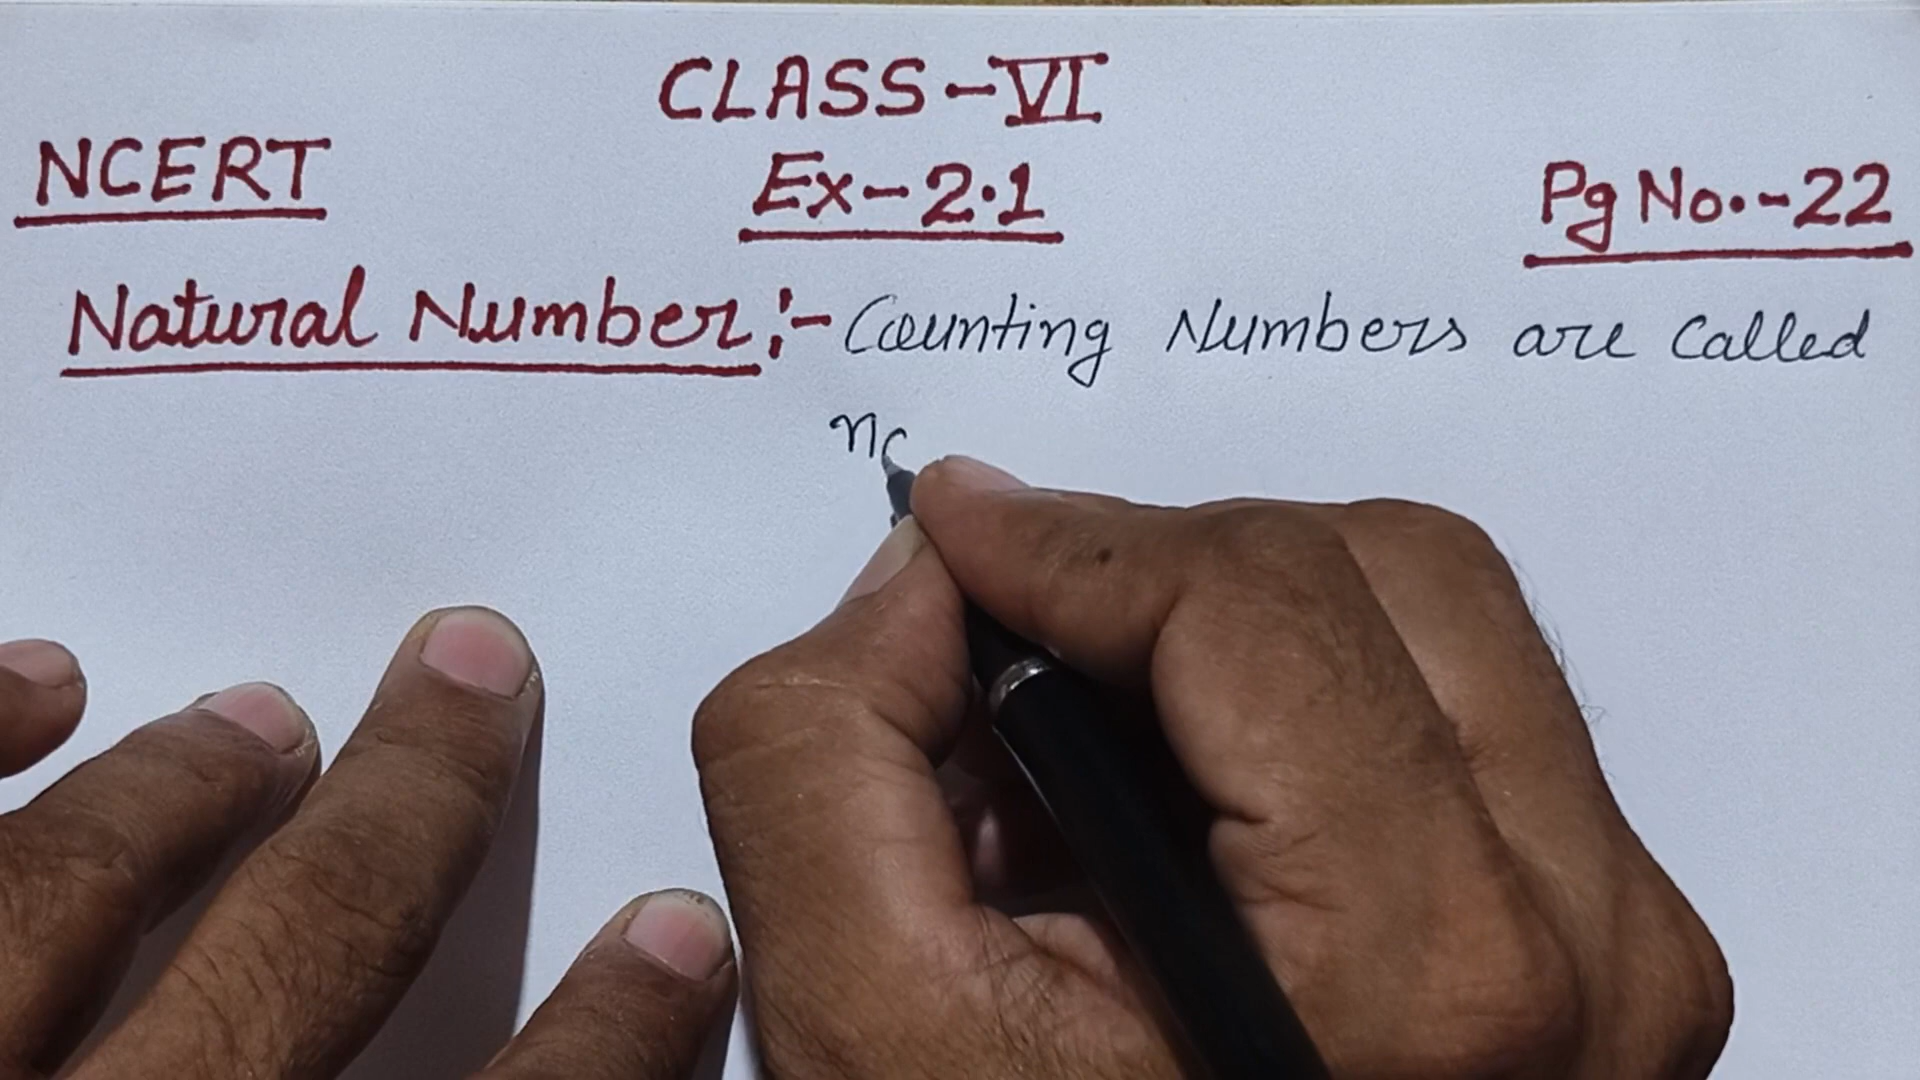 CLASS-VI
NCERT Ex-2.1 Pg No.-22
Natural Number:- Counting Numbers are called